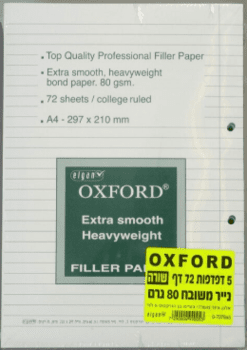 • Top Quality Professional Filler Paper
• Extra smooth, heavyweight
bond paper. 80 gsm.
• 72 sheets / college ruled
• A4 - 297 x 210 mm
elgan
OXFORD®
Extra smooth
Heavyweight
FILLER PA
OXFORD
5 דפדפות 72 דף שורה
נייר משובח 80 גרם